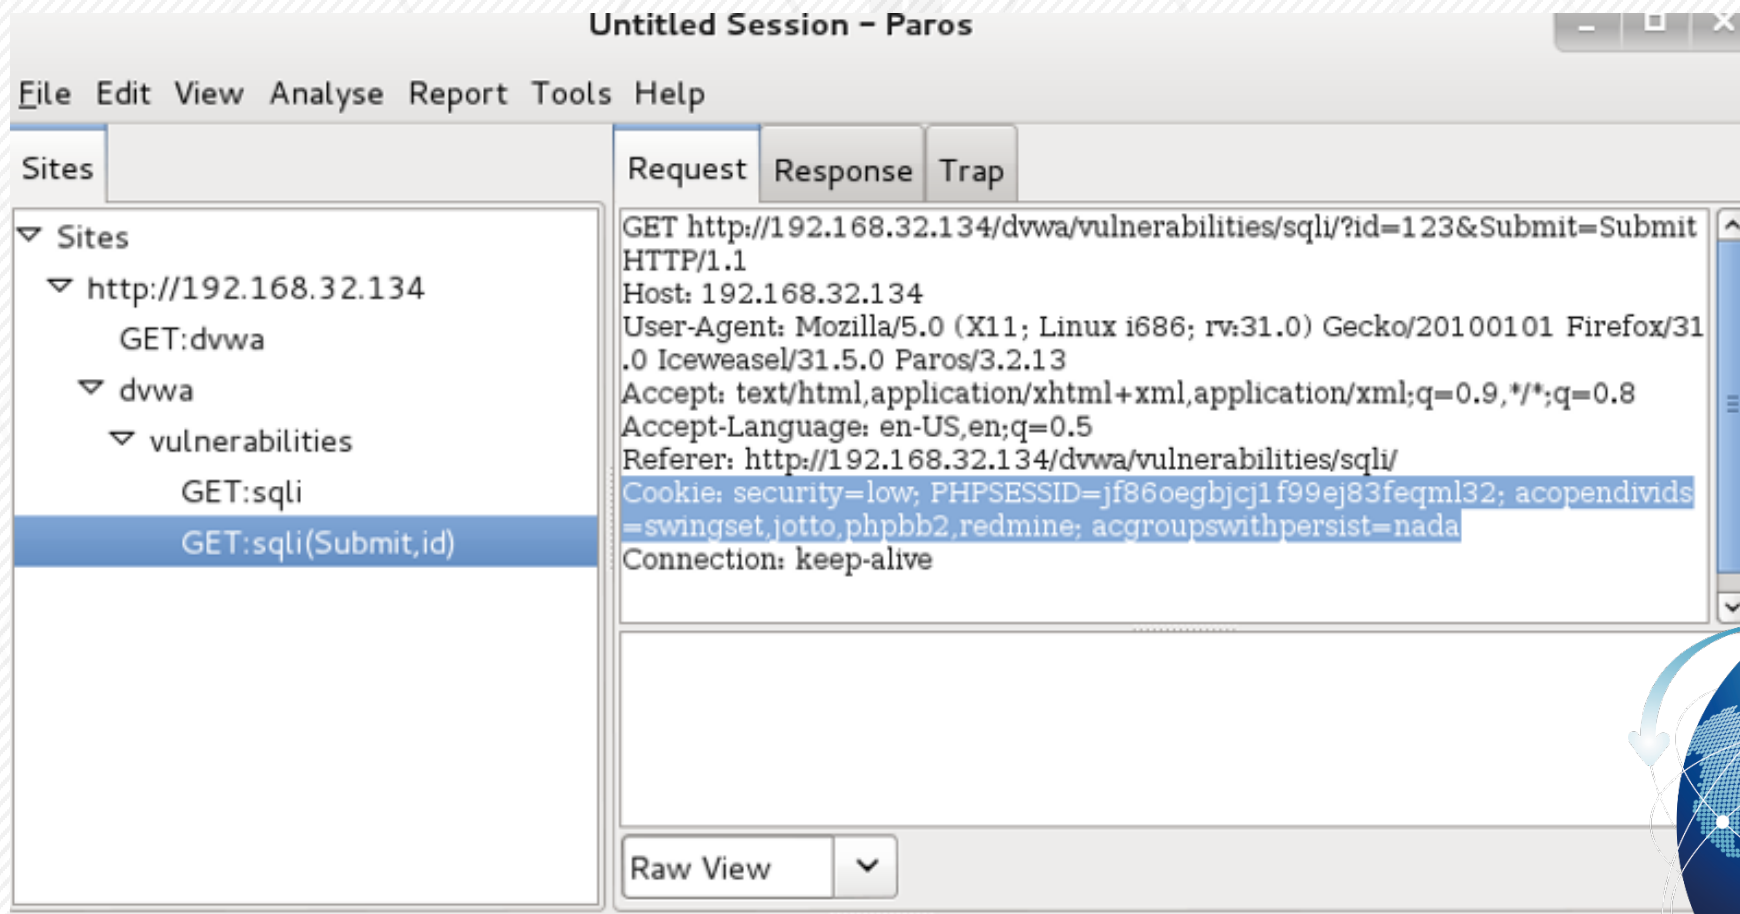 Untitled Session - Paros
File Edit View Analyse Report Tools Help
Sites
Request Response Trap
Sites
http://192.168.32.134
GET:dvwa
dvwa
vulnerabilities
GET:sqli
GET:sqli(Submit,id)
GET http://192.168.32.134/dvwa/vulnerabilities/sqli/?id=123&Submit=Submit
HTTP/1.1
Host: 192.168.32.134
User-Agent: Mozilla/5.0 (X11; Linux i686; rv:31.0) Gecko/20100101 Firefox/31
.0 Iceweasel/31.5.0 Paros/3.2.13
Accept: text/html,application/xhtml+xml,application/xml;q=0.9,*/*;q=0.8
Accept-Language: en-US,en;q=0.5
Referer: http://192.168.32.134/dvwa/vulnerabilities/sqli/
Cookie: security=low; PHPSESSID=jf86oegbjcj1f99ej83feqml32; acopendivids
=swingset,jotto,phpbb2,redmine; acgroupswithpersist=nada
Connection: keep-alive
Raw View